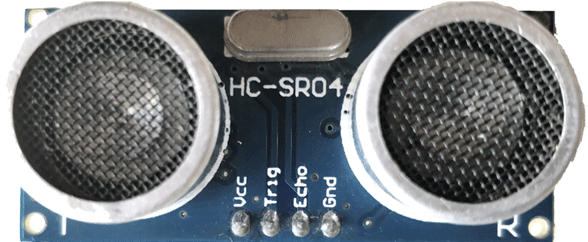 HC-SR04
Vcc
Trig
Echo
Gnd
T
R